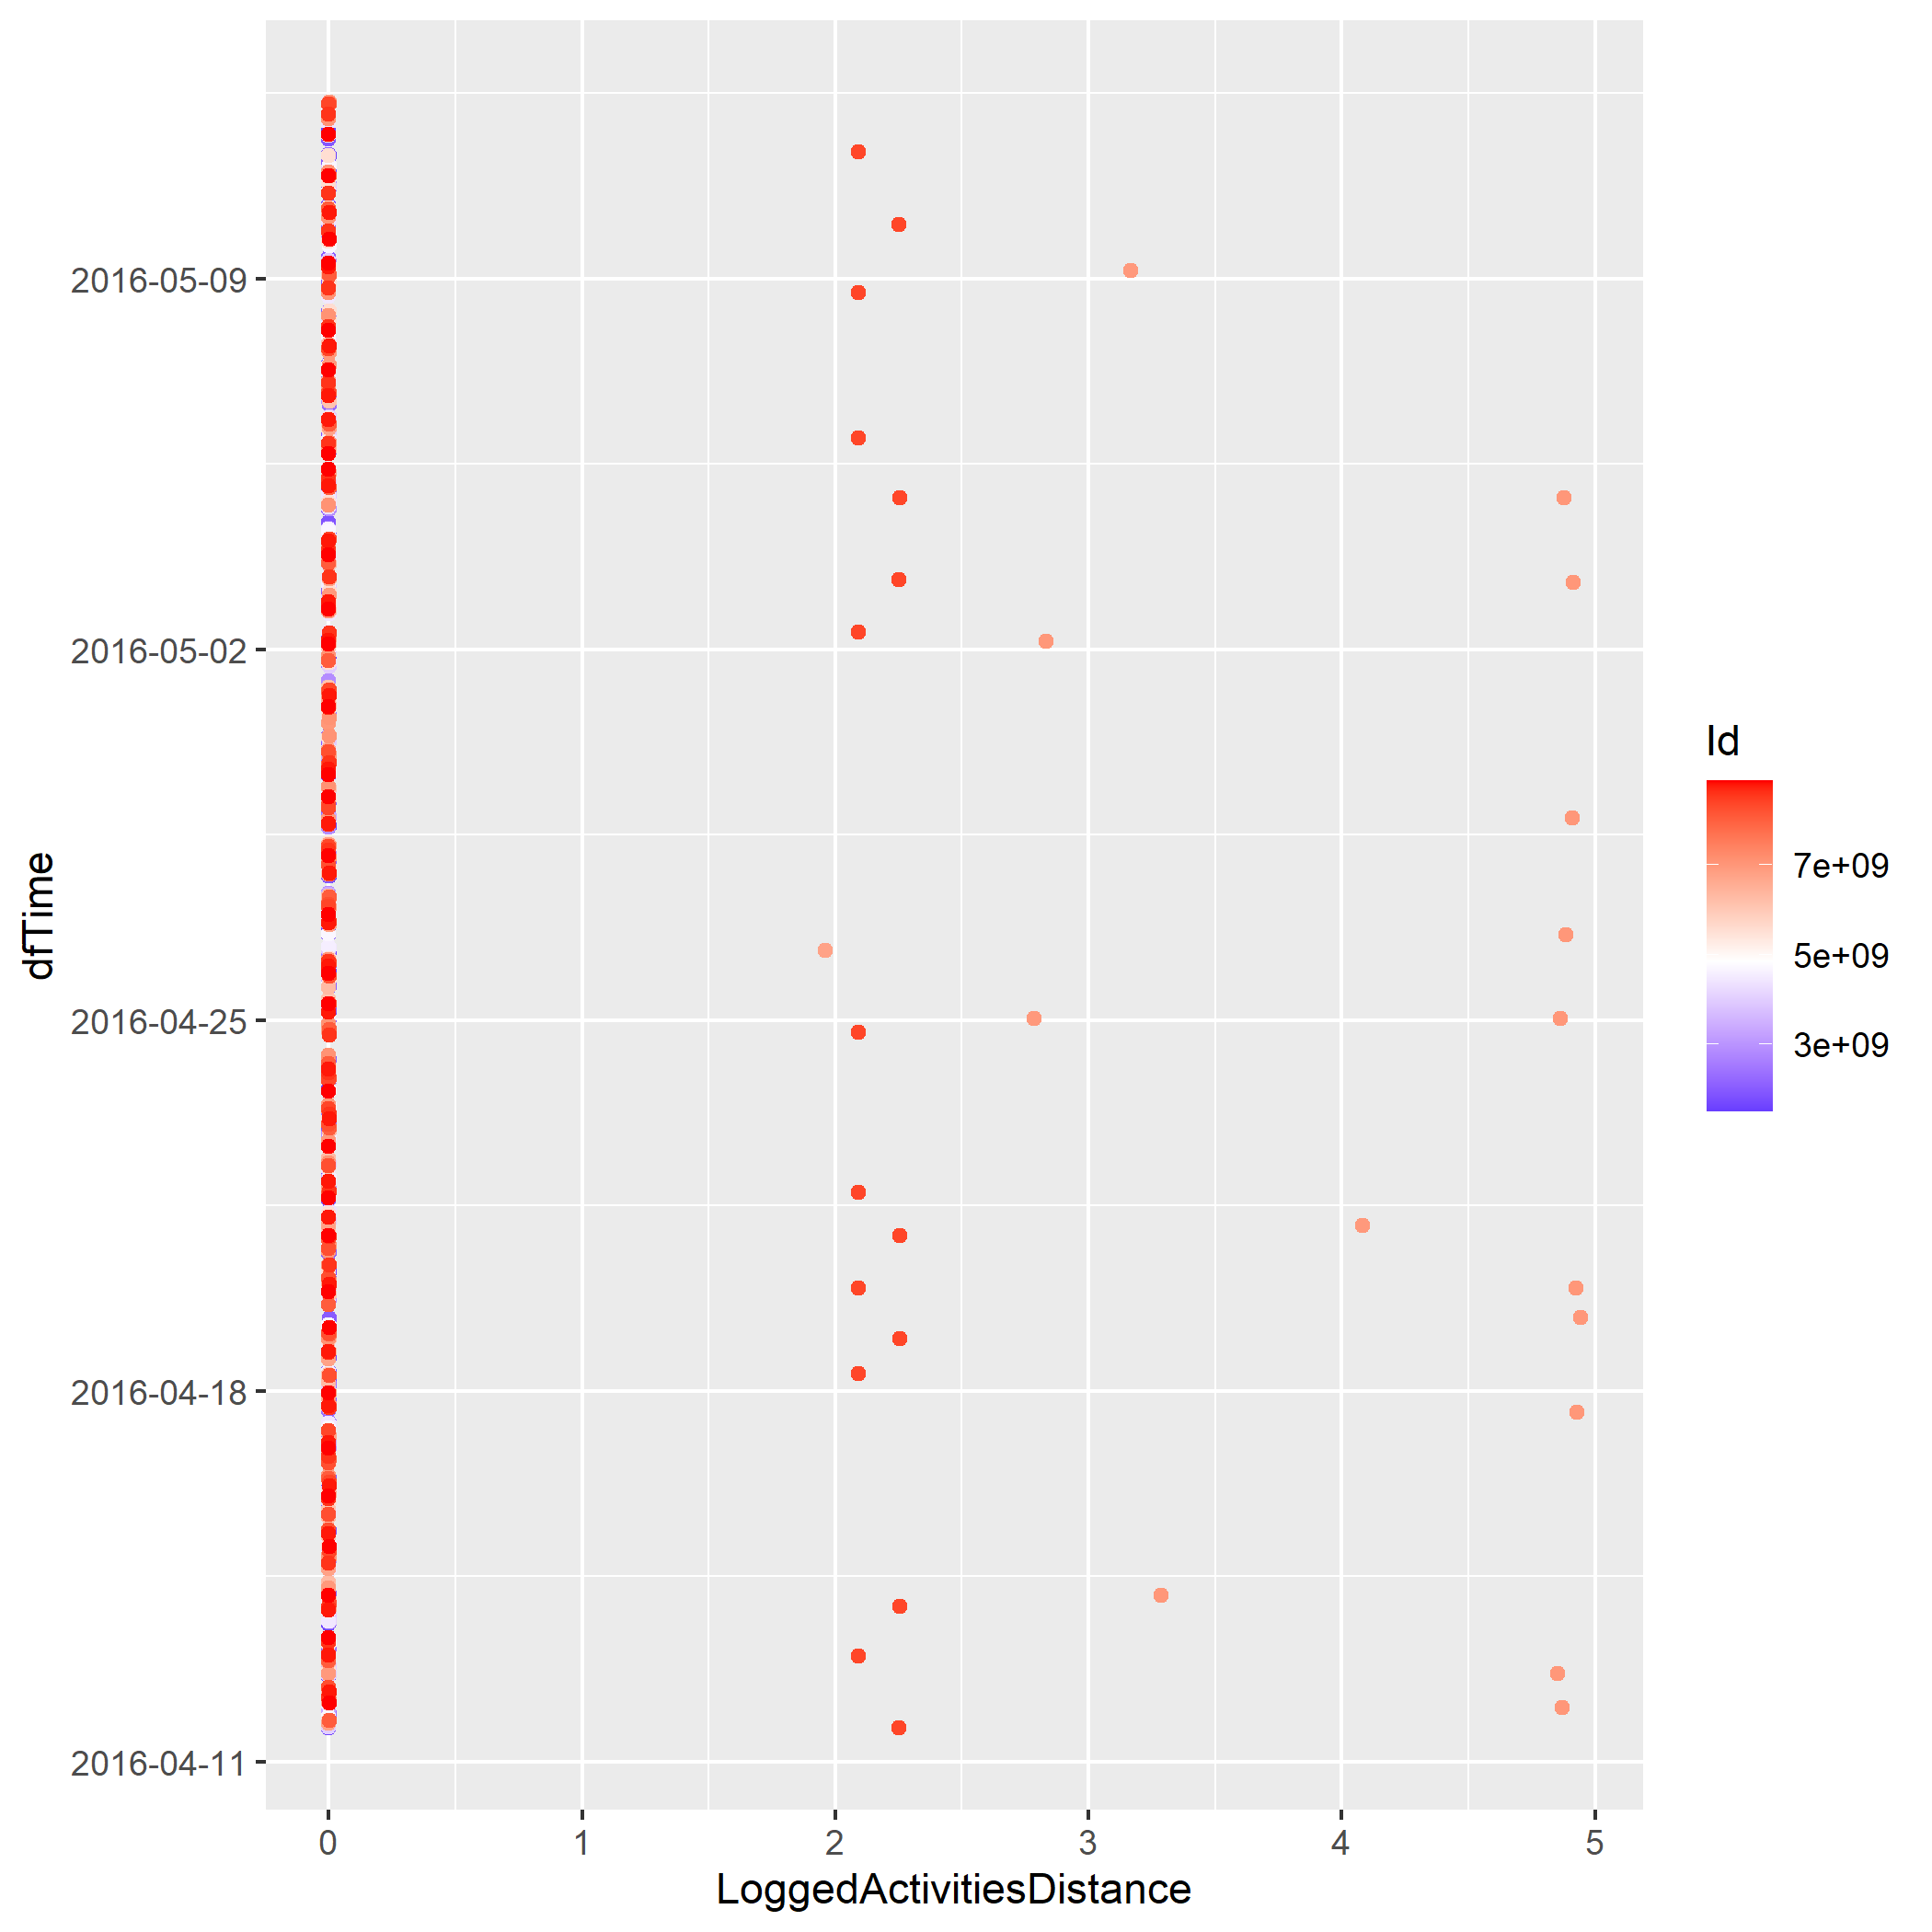 dfTime
2016-05-09
2016-05-02
2016-04-25
2016-04-18
2016-04-11
0 1 2 3 4 5
LoggedActivitiesDistance
Id
7e+09
5e+09
3e+09